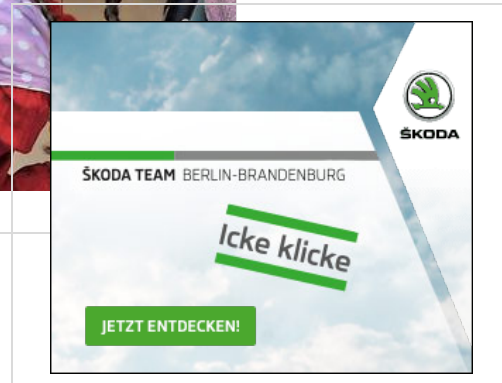 ŠKODA
ŠKODA TEAM BERLIN-BRANDENBURG
Icke klicke
JETZT ENTDECKEN!